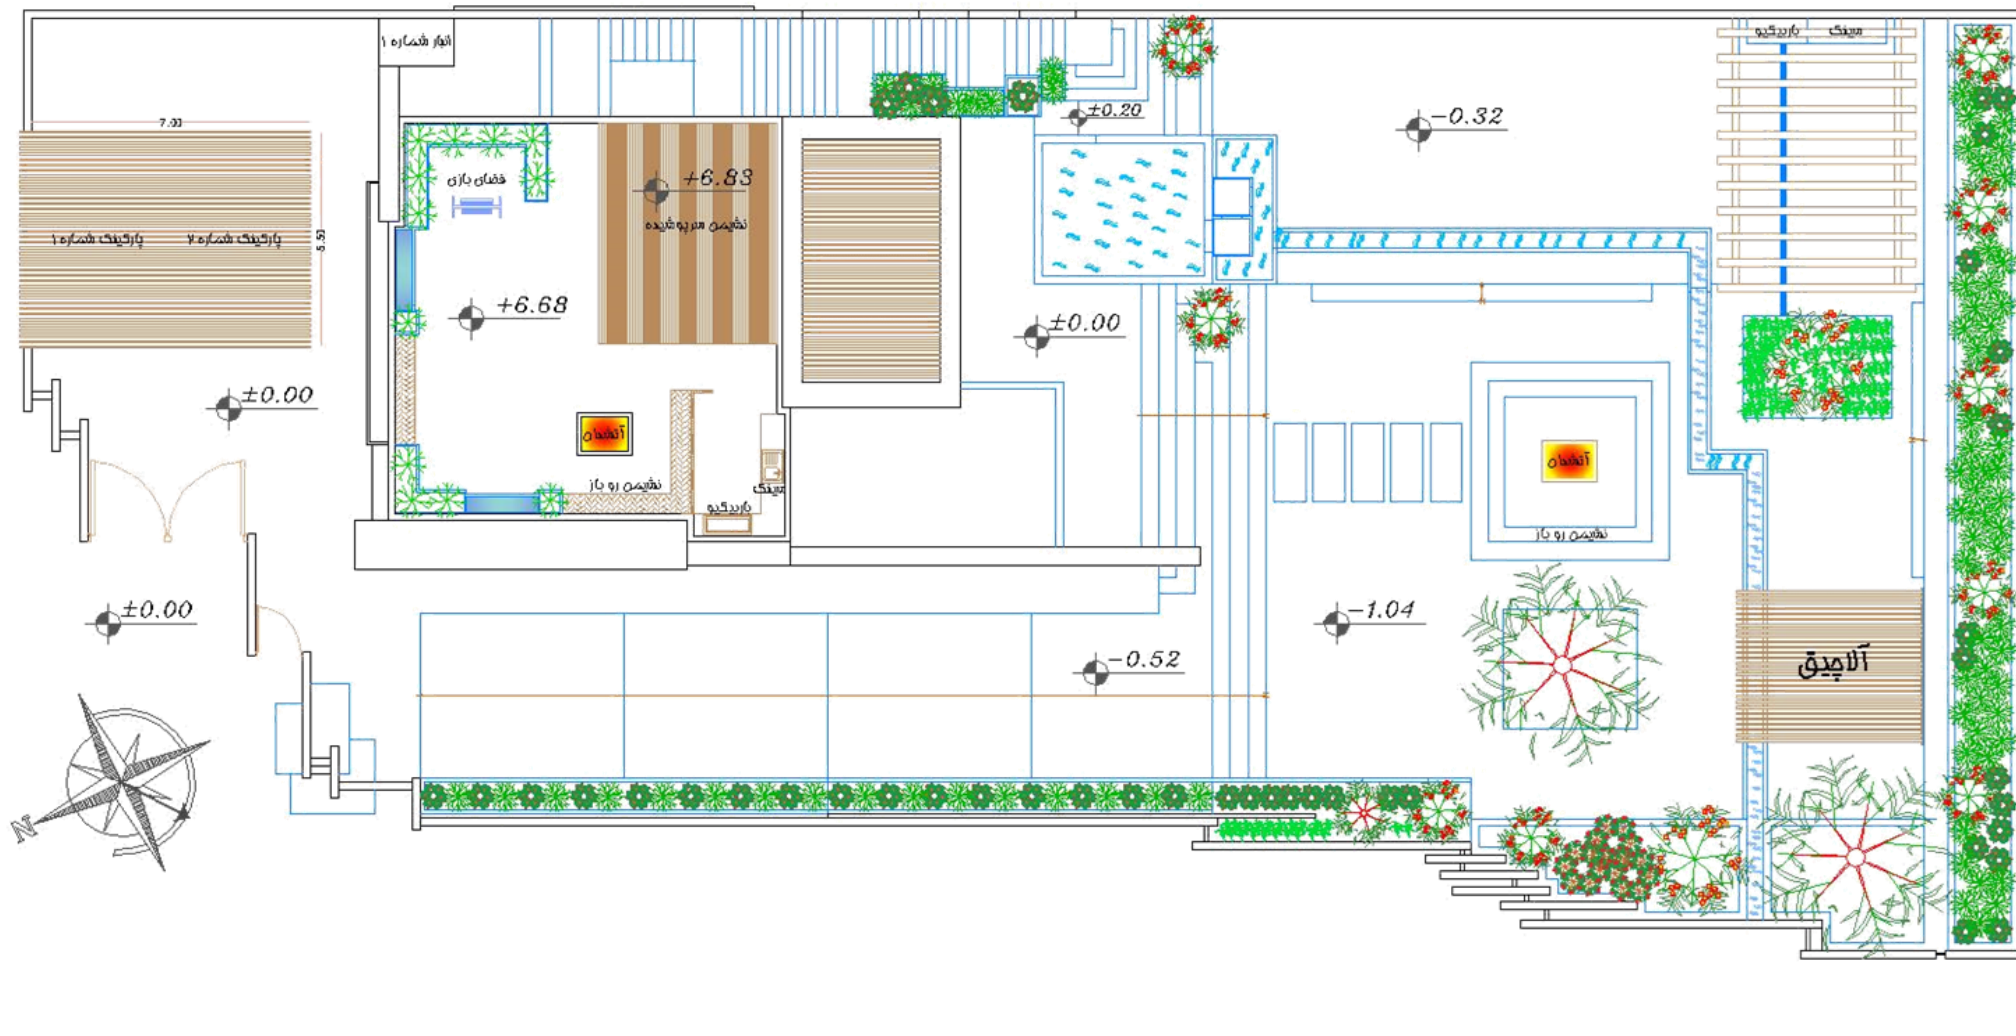 انبار شماره ۱
باربیکیو
سینک
±0.20
-0.32
7.00
+6.83
فضای بازی
نشیمن سرپوشیده
پارکینگ شماره ۱
پارکینگ شماره ۲
5.50
+6.68
±0.00
±0.00
آتشدان
آتشدان
نشیمن رو باز
سینک
باربیکیو
نشیمن رو باز
±0.00
-1.04
-0.52
آلاچیق
N